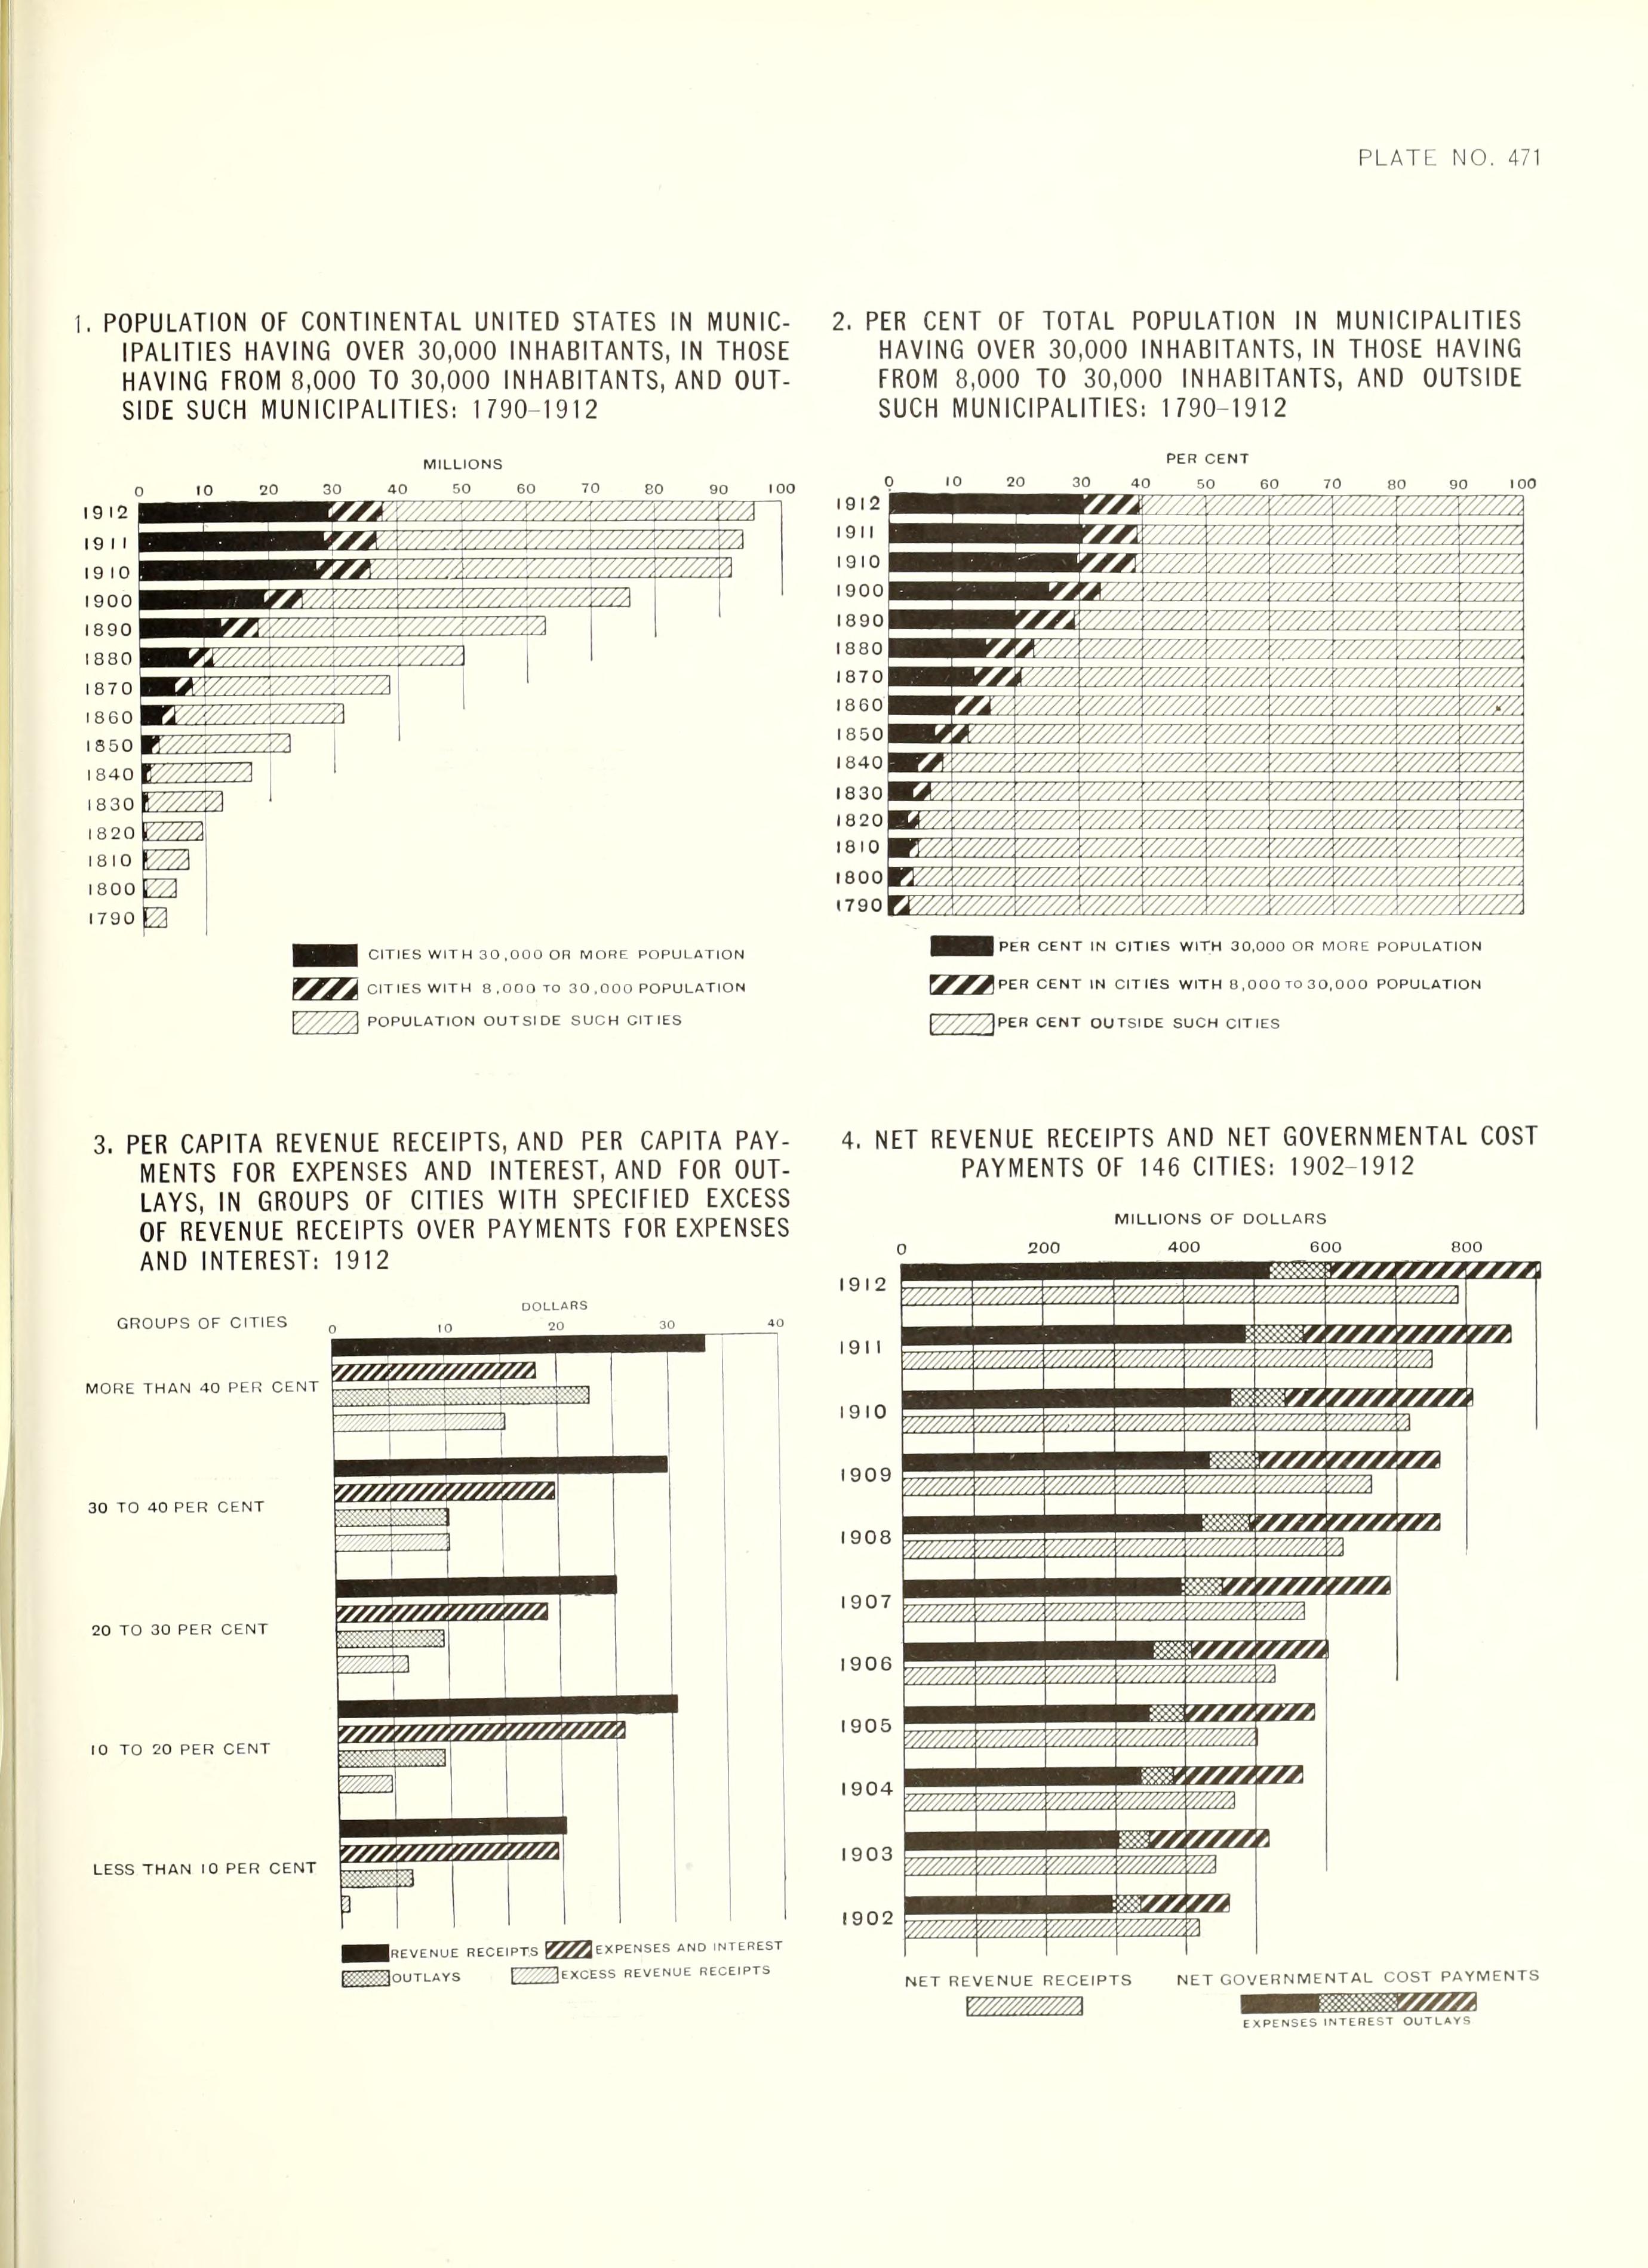 PLATE NO. 471
1. POPULATION OF CONTINENTAL UNITED STATES IN MUNIC-
IPALITIES HAVING OVER 30,000 INHABITANTS, IN THOSE
HAVING FROM 8,000 TO 30,000 INHABITANTS, AND OUT-
SIDE SUCH MUNICIPALITIES: 1790–1912
MILLIONS
0 10 20 30 40 50 60 70 80 90 100
1912
1911
1910
1900
1890
1880
1870
1860
1850
1840
1830
1820
1810
1800
1790
CITIES WITH 30,000 OR MORE POPULATION
CITIES WITH 8,000 TO 30,000 POPULATION
POPULATION OUTSIDE SUCH CITIES
2. PER CENT OF TOTAL POPULATION IN MUNICIPALITIES
HAVING OVER 30,000 INHABITANTS, IN THOSE HAVING
FROM 8,000 TO 30,000 INHABITANTS, AND OUTSIDE
SUCH MUNICIPALITIES: 1790–1912
PER CENT
0 10 20 30 40 50 60 70 80 90 100
1912
1911
1910
1900
1890
1880
1870
1860
1850
1840
1830
1820
1810
1800
1790
PER CENT IN CITIES WITH 30,000 OR MORE POPULATION
PER CENT IN CITIES WITH 8,000 TO 30,000 POPULATION
PER CENT OUTSIDE SUCH CITIES
3. PER CAPITA REVENUE RECEIPTS, AND PER CAPITA PAY-
MENTS FOR EXPENSES AND INTEREST, AND FOR OUT-
LAYS, IN GROUPS OF CITIES WITH SPECIFIED EXCESS
OF REVENUE RECEIPTS OVER PAYMENTS FOR EXPENSES
AND INTEREST: 1912
DOLLARS
GROUPS OF CITIES
0 10 20 30 40
MORE THAN 40 PER CENT
30 TO 40 PER CENT
20 TO 30 PER CENT
10 TO 20 PER CENT
LESS THAN 10 PER CENT
REVENUE RECEIPTS EXPENSES AND INTEREST
OUTLAYS EXCESS REVENUE RECEIPTS
4. NET REVENUE RECEIPTS AND NET GOVERNMENTAL COST
PAYMENTS OF 146 CITIES: 1902–1912
MILLIONS OF DOLLARS
0 200 400 600 800
1912
1911
1910
1909
1908
1907
1906
1905
1904
1903
1902
NET REVENUE RECEIPTS NET GOVERNMENTAL COST PAYMENTS
EXPENSES INTEREST OUTLAYS